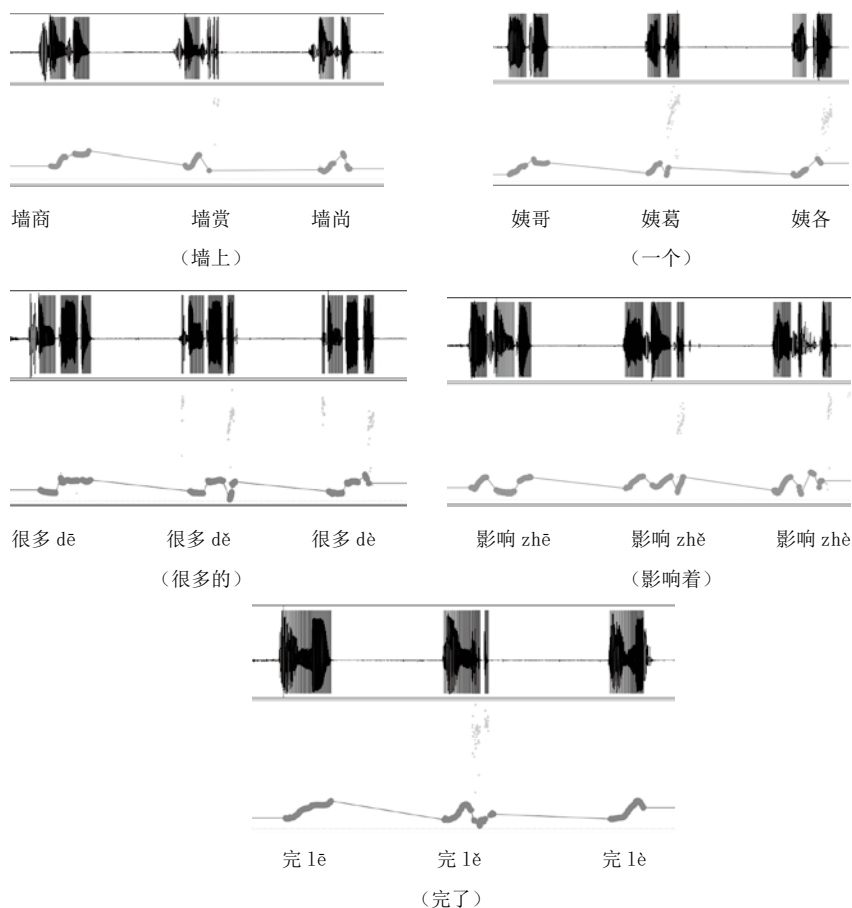 墙商 墙赏 墙尚
（墙上）
姨哥 姨葛 姨各
（一个）
很多 dē 很多 dě 很多 dè
（很多的）
影响 zhē 影响 zhě 影响 zhè
（影响着）
完 lē 完 lě 完 lè
（完了）